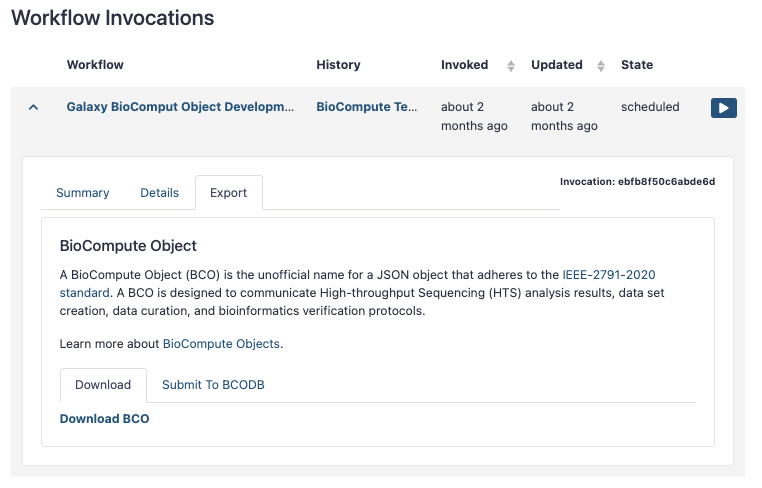 Workflow Invocations
Workflow History Invoked Updated State
Galaxy BioComput Object Developm... BioCompute Te... about 2 months ago about 2 months ago scheduled
Invocation: ebfb8f50c6abde6d
Summary Details Export
BioCompute Object
A BioCompute Object (BCO) is the unofficial name for a JSON object that adheres to the IEEE-2791-2020
standard. A BCO is designed to communicate High-throughput Sequencing (HTS) analysis results, data set
creation, data curation, and bioinformatics verification protocols.
Learn more about BioCompute Objects.
Download Submit To BCODB
Download BCO